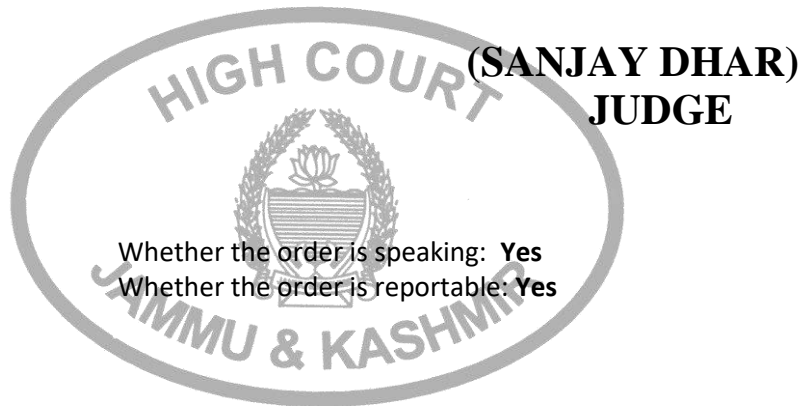 HIGH COURT
(SANJAY DHAR)
JUDGE
Whether the order is speaking: Yes
Whether the order is reportable: Yes
JAMMU & KASHMIR